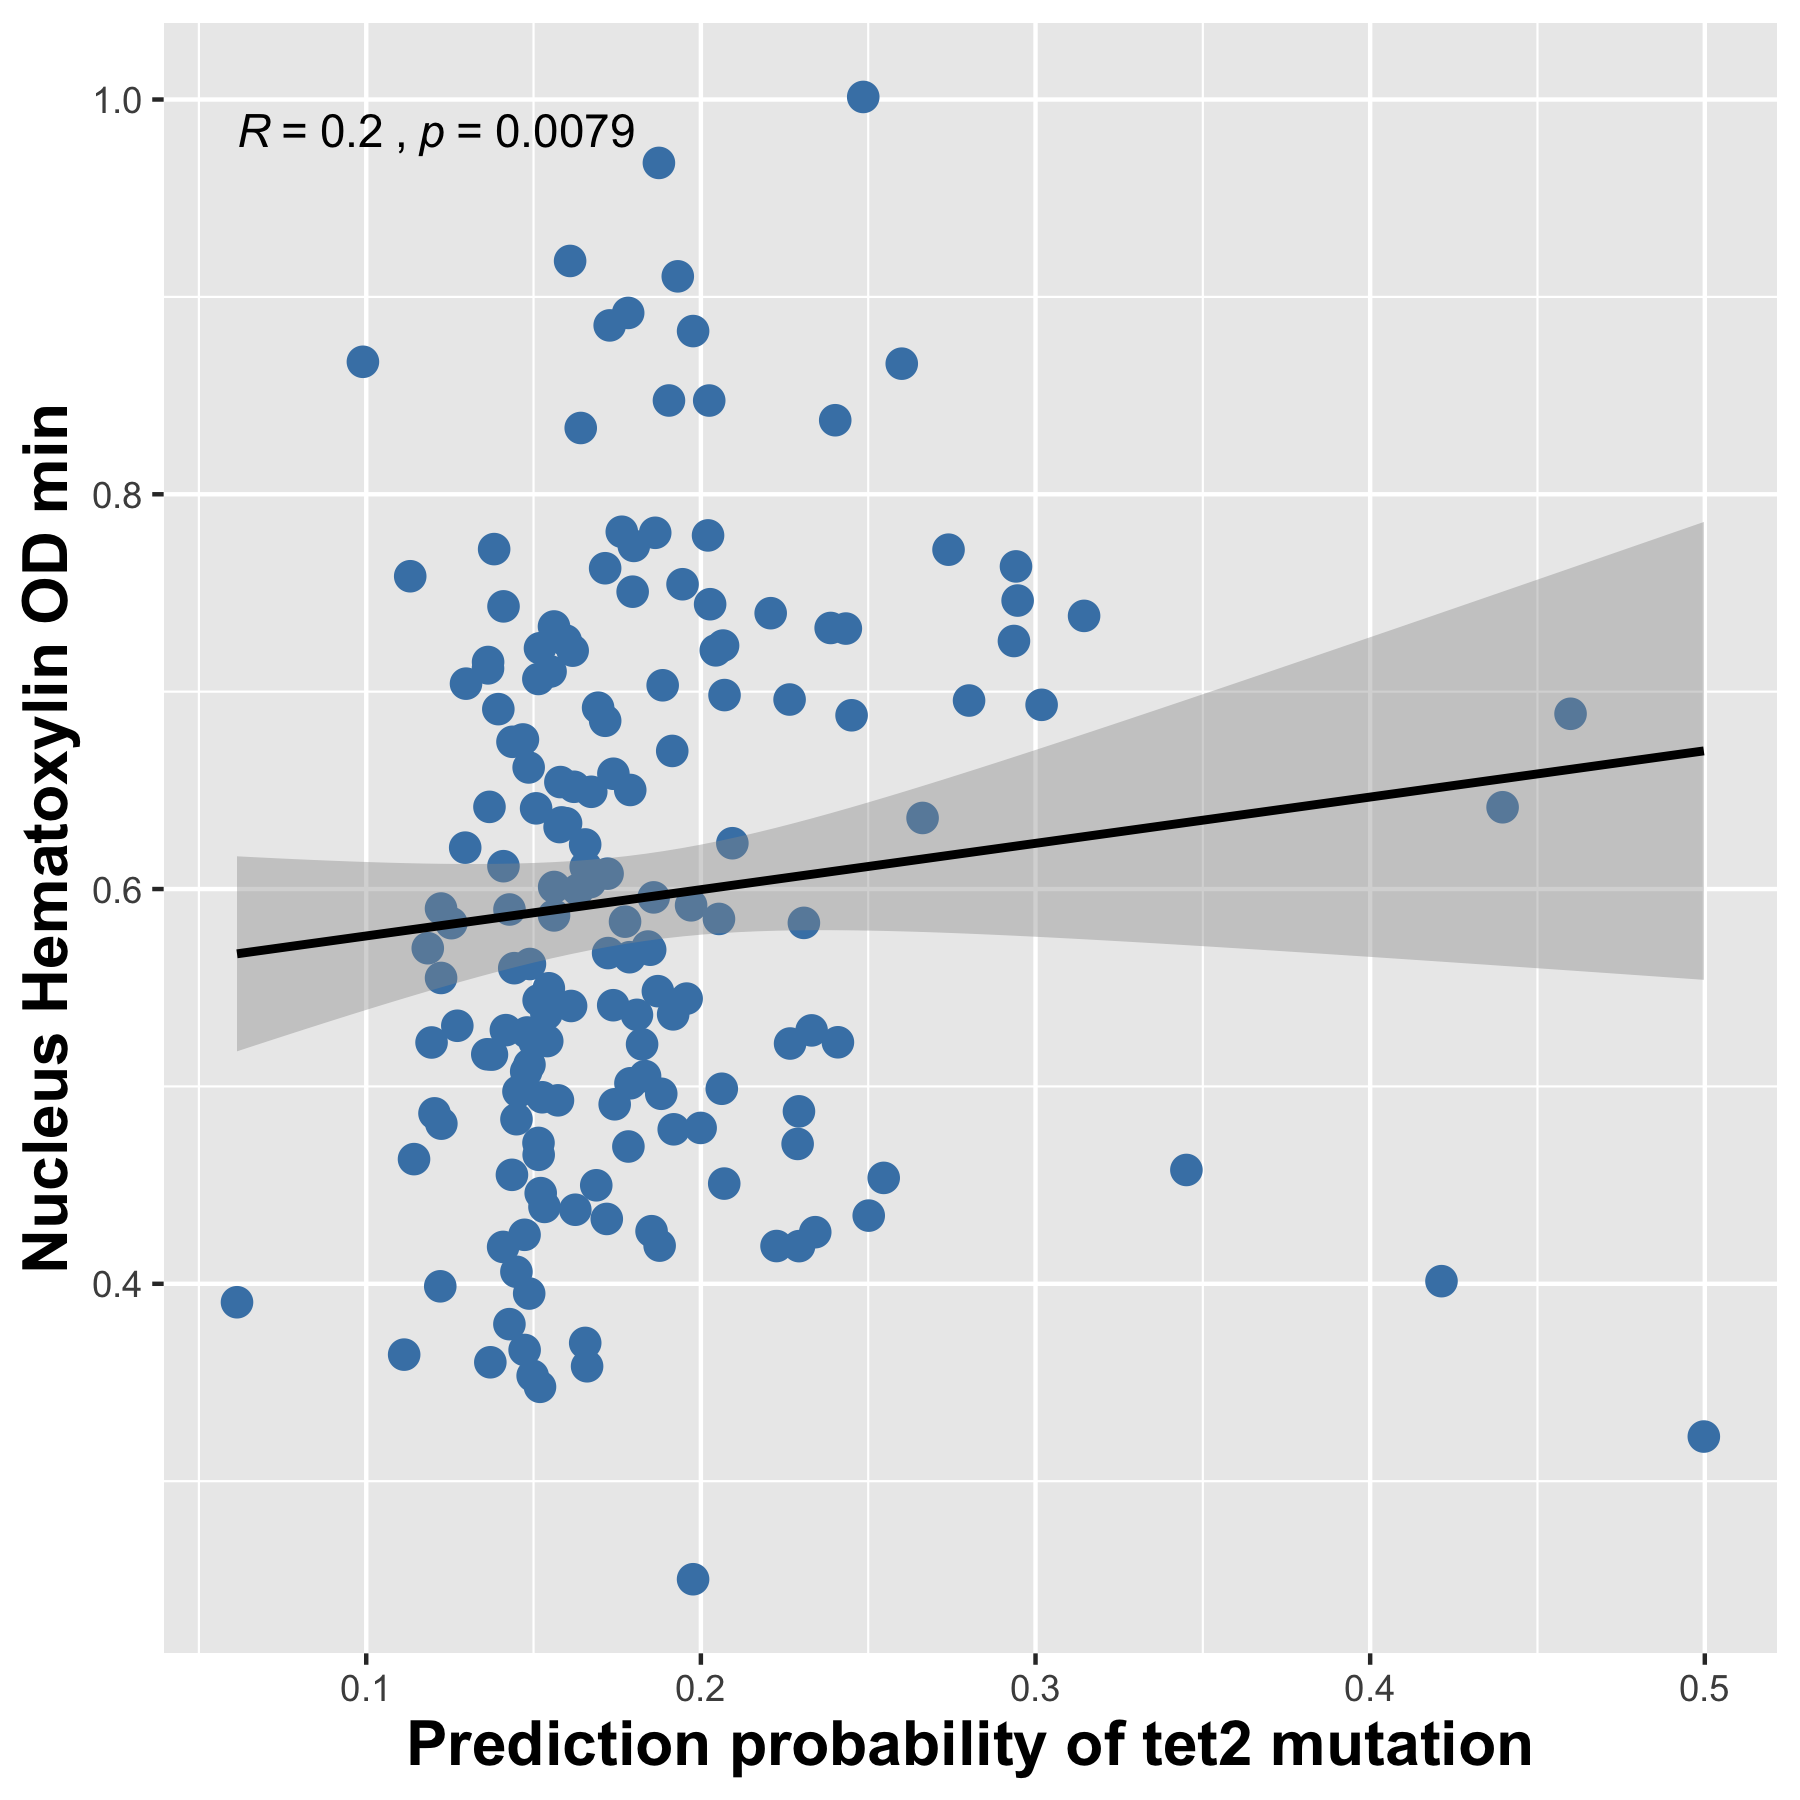 1.0
R = 0.2 , p = 0.0079
0.8
0.6
0.4
Nucleus Hematoxylin OD min
0.1 0.2 0.3 0.4 0.5
Prediction probability of tet2 mutation